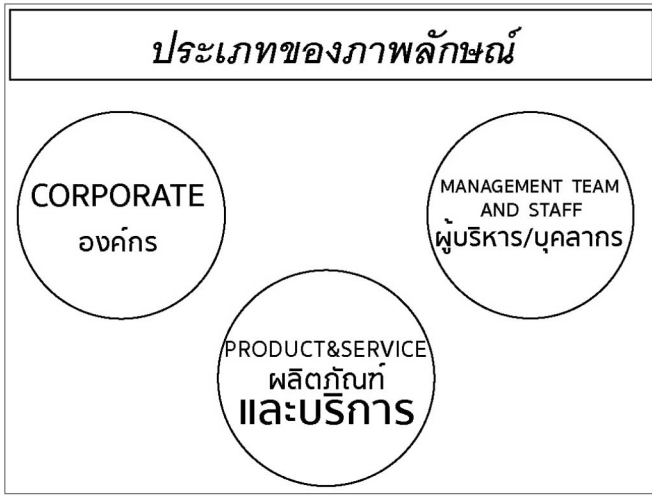 ประเภทของภาพลักษณ์
CORPORATE
องค์กร
MANAGEMENT TEAM
AND STAFF
ผู้บริหาร/บุคลากร
PRODUCT&SERVICE
ผลิตภัณฑ์
และบริการ